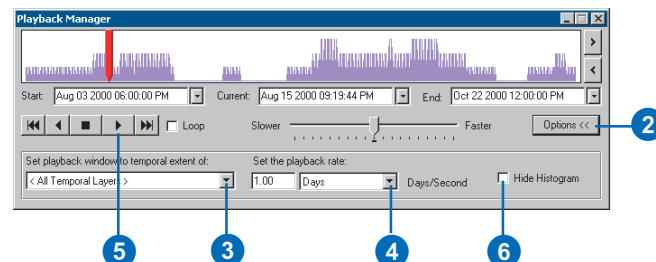 Playback Manager
Start: Aug 03 2000 06:00:00 PM Current: Aug 15 2000 09:19:44 PM End: Oct 22 2000 12:00:00 PM
Loop Slower Faster Options <<
2
Set playback window to temporal extent of: Set the playback rate:
< All Temporal Layers > 1.00 Days Days/Second Hide Histogram
5 3 4 6